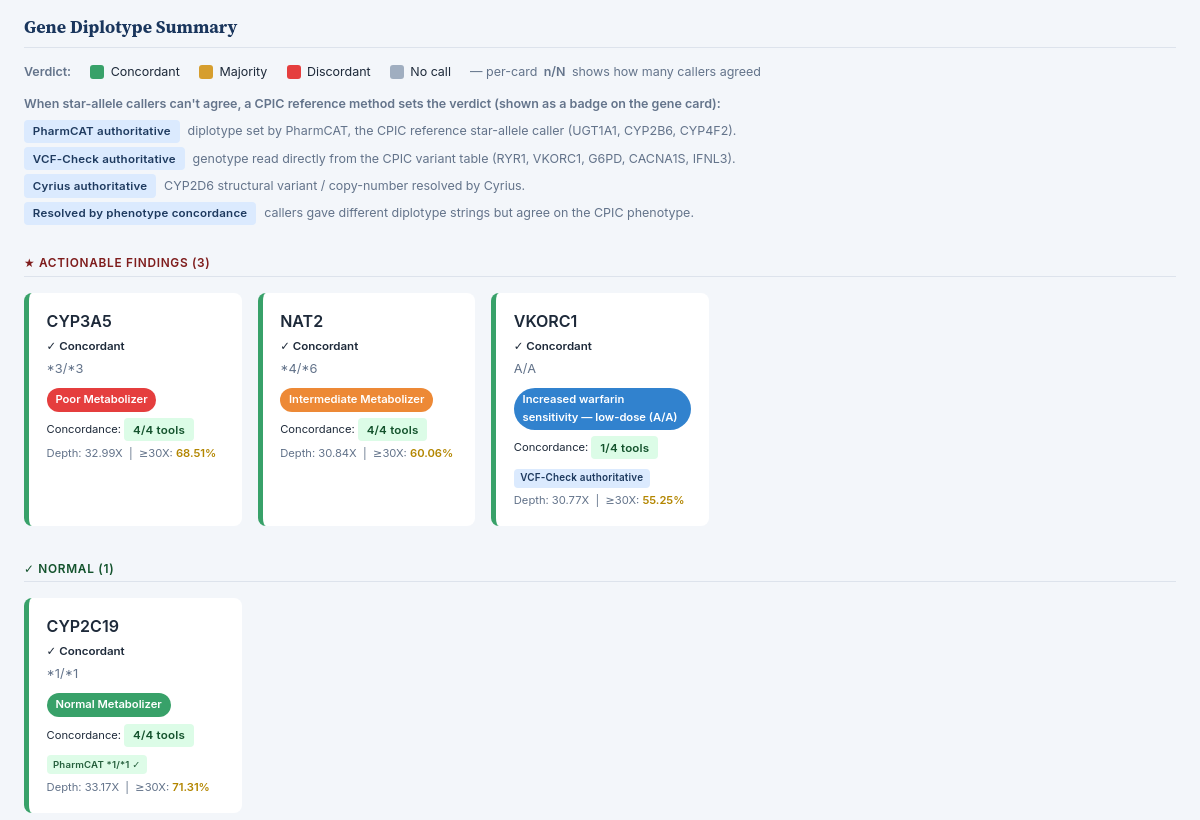 Gene Diplotype Summary
Verdict: Concordant Majority Discordant No call — per-card n/N shows how many callers agreed
When star-allele callers can't agree, a CPIC reference method sets the verdict (shown as a badge on the gene card):
PharmCAT authoritative diplotype set by PharmCAT, the CPIC reference star-allele caller (UGT1A1, CYP2B6, CYP4F2).
VCF-Check authoritative genotype read directly from the CPIC variant table (RYR1, VKORC1, G6PD, CACNA1S, IFNL3).
Cyrius authoritative CYP2D6 structural variant / copy-number resolved by Cyrius.
Resolved by phenotype concordance callers gave different diplotype strings but agree on the CPIC phenotype.
★ ACTIONABLE FINDINGS (3)
CYP3A5
✓ Concordant
*3/*3
Poor Metabolizer
Concordance: 4/4 tools
Depth: 32.99X | ≥30X: 68.51%
NAT2
✓ Concordant
*4/*6
Intermediate Metabolizer
Concordance: 4/4 tools
Depth: 30.84X | ≥30X: 60.06%
VKORC1
✓ Concordant
A/A
Increased warfarin
sensitivity — low-dose (A/A)
Concordance: 1/4 tools
VCF-Check authoritative
Depth: 30.77X | ≥30X: 55.25%
✓ NORMAL (1)
CYP2C19
✓ Concordant
*1/*1
Normal Metabolizer
Concordance: 4/4 tools
PharmCAT *1/*1 ✓
Depth: 33.17X | ≥30X: 71.31%